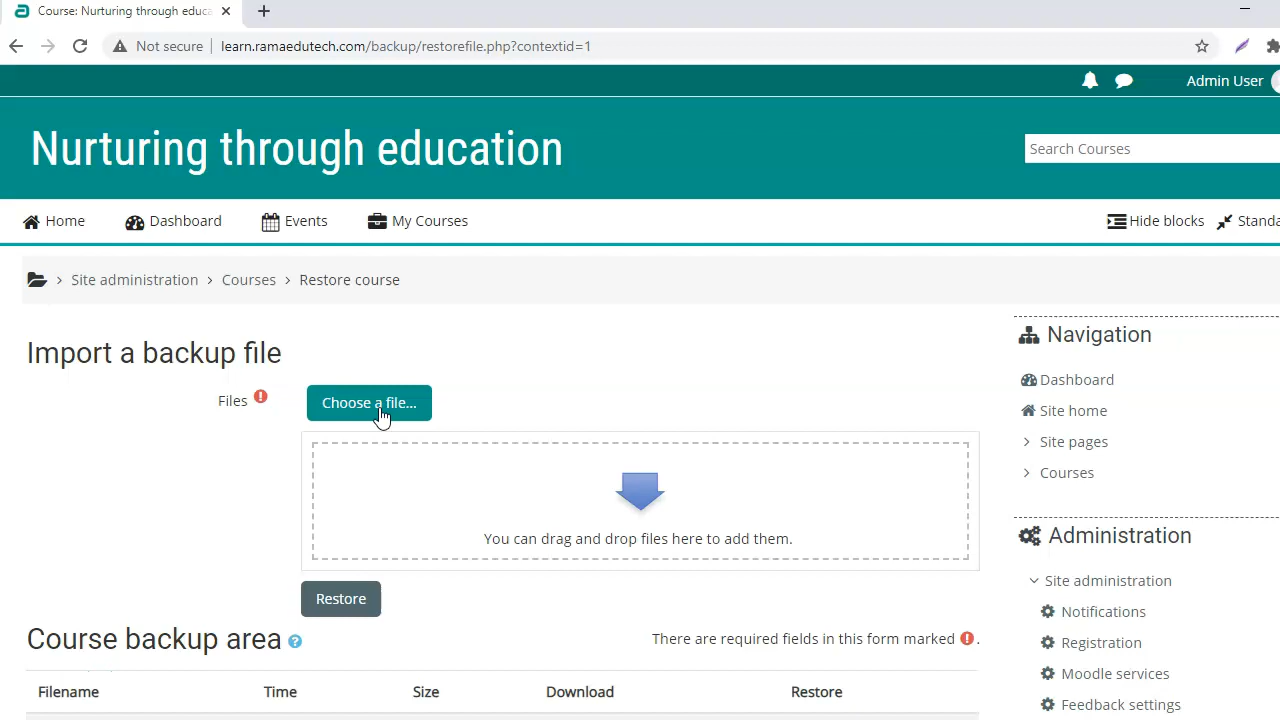 Course: Nurturing through educa
Not secure
learn.ramaedutech.com/backup/restorefile.php?contextid=1
Admin User
Nurturing through education
Search Courses
Home
Dashboard
Events
My Courses
Hide blocks
Standa
Site administration
Courses
Restore course
Import a backup file
Files
Choose a file...
You can drag and drop files here to add them.
Restore
Course backup area
There are required fields in this form marked .
Filename
Time
Size
Download
Restore
Navigation
Dashboard
Site home
Site pages
Courses
Administration
Site administration
Notifications
Registration
Moodle services
Feedback settings